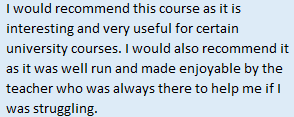 I would recommend this course as it is
interesting and very useful for certain
university courses. I would also recommend it
as it was well run and made enjoyable by the
teacher who was always there to help me if I
was struggling.